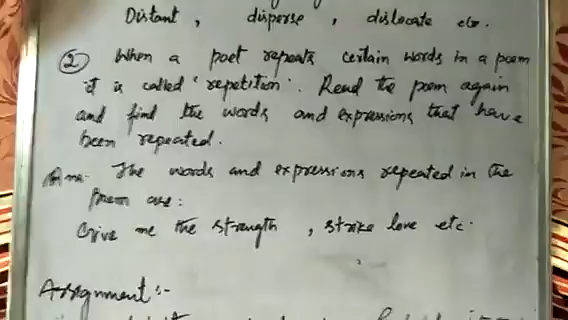 Distant, disperse, dislocate etc.
② When a poet repeats certain words in a poem
it is called 'repetition'. Read the poem again
and find the words and expressions that have
been repeated.
Ans. The words and expressions repeated in the
poem are:
Give me the strength, strike love etc.
Assignment :-